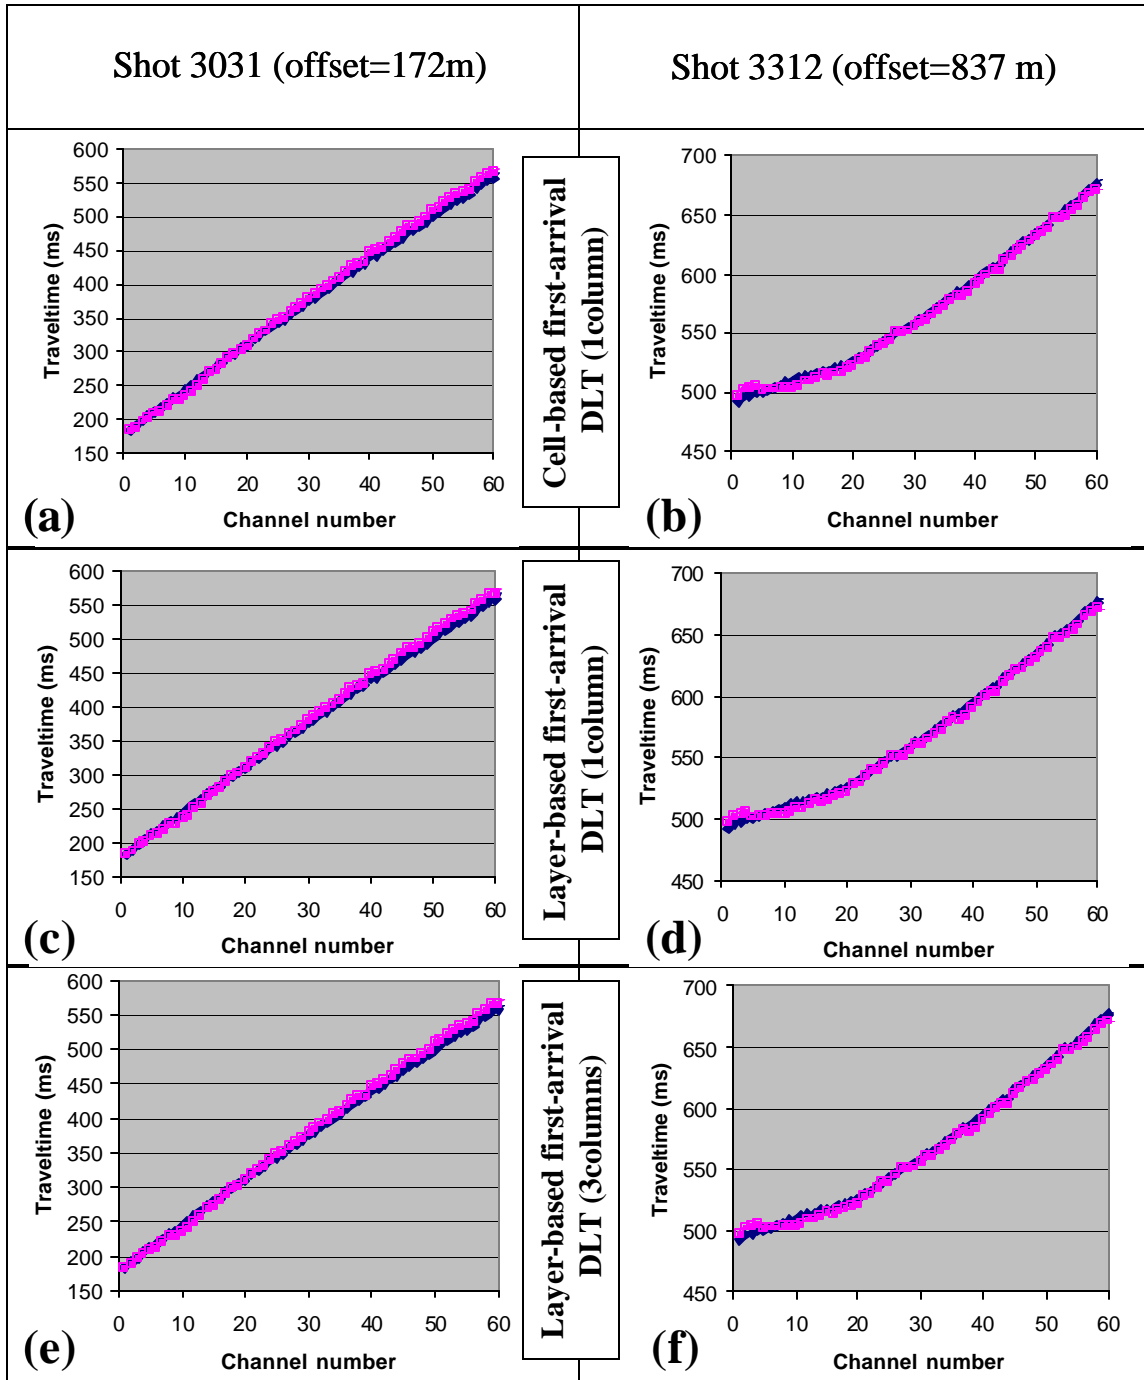 Shot 3031 (offset=172m)
Shot 3312 (offset=837 m)
600
550
500
450
400
350
300
250
200
150
Traveltime (ms)
0 10 20 30 40 50 60
Channel number
(a)
Cell-based first-arrival
DLT (1column)
700
650
600
550
500
450
Traveltime (ms)
0 10 20 30 40 50 60
Channel number
(b)
600
550
500
450
400
350
300
250
200
150
Traveltime (ms)
0 10 20 30 40 50 60
Channel number
(c)
Layer-based first-arrival
DLT (1column)
700
650
600
550
500
450
Traveltime (ms)
0 10 20 30 40 50 60
Channel number
(d)
600
550
500
450
400
350
300
250
200
150
Traveltime (ms)
0 10 20 30 40 50 60
Channel number
(e)
Layer-based first-arrival
DLT (3columns)
700
650
600
550
500
450
Traveltime (ms)
0 10 20 30 40 50 60
Channel number
(f)